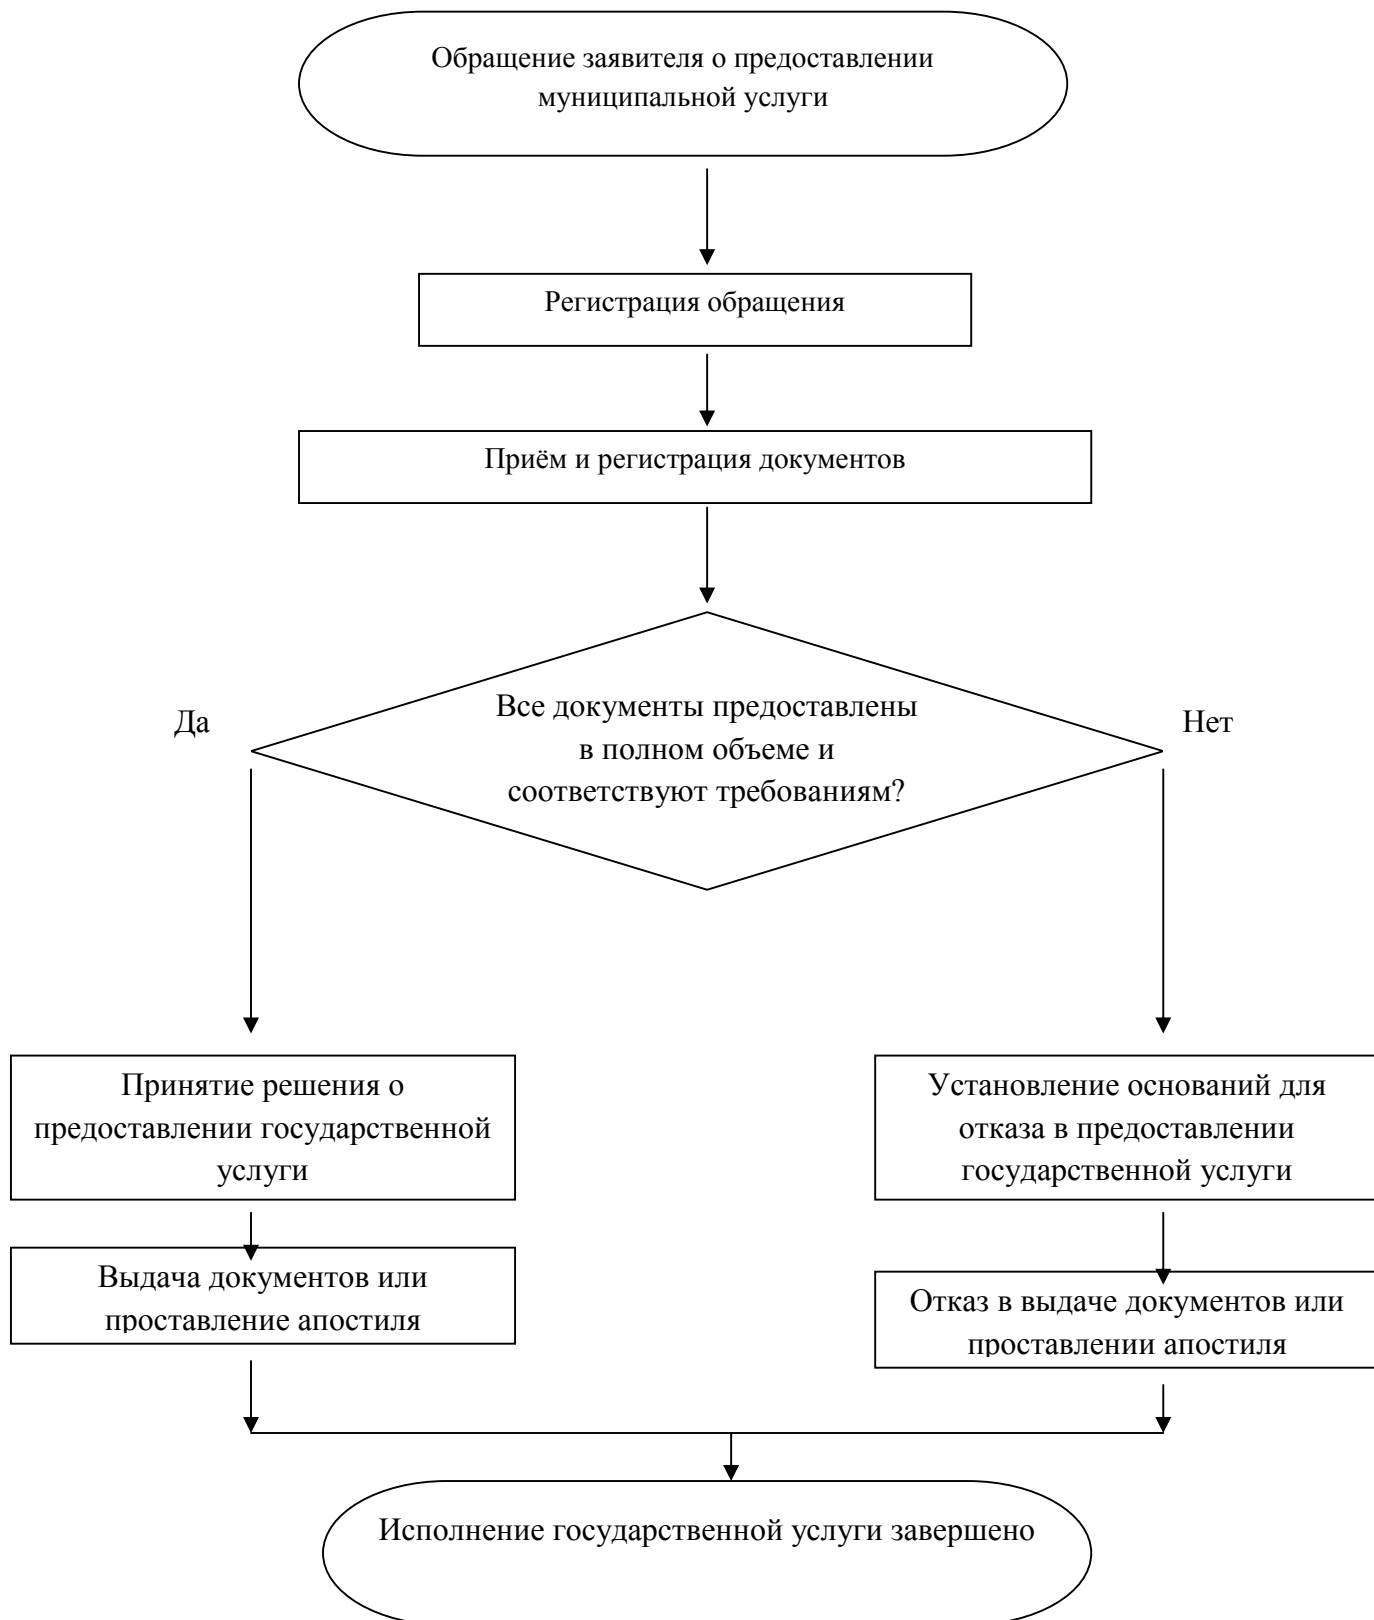 Обращение заявителя о предоставлении
муниципальной услуги
Регистрация обращения
Приём и регистрация документов
Да
Все документы предоставлены
в полном объеме и
соответствуют требованиям?
Нет
Принятие решения о
предоставлении государственной
услуги
Установление оснований для
отказа в предоставлении
государственной услуги
Выдача документов или
проставление апостиля
Отказ в выдаче документов или
проставлении апостиля
Исполнение государственной услуги завершено